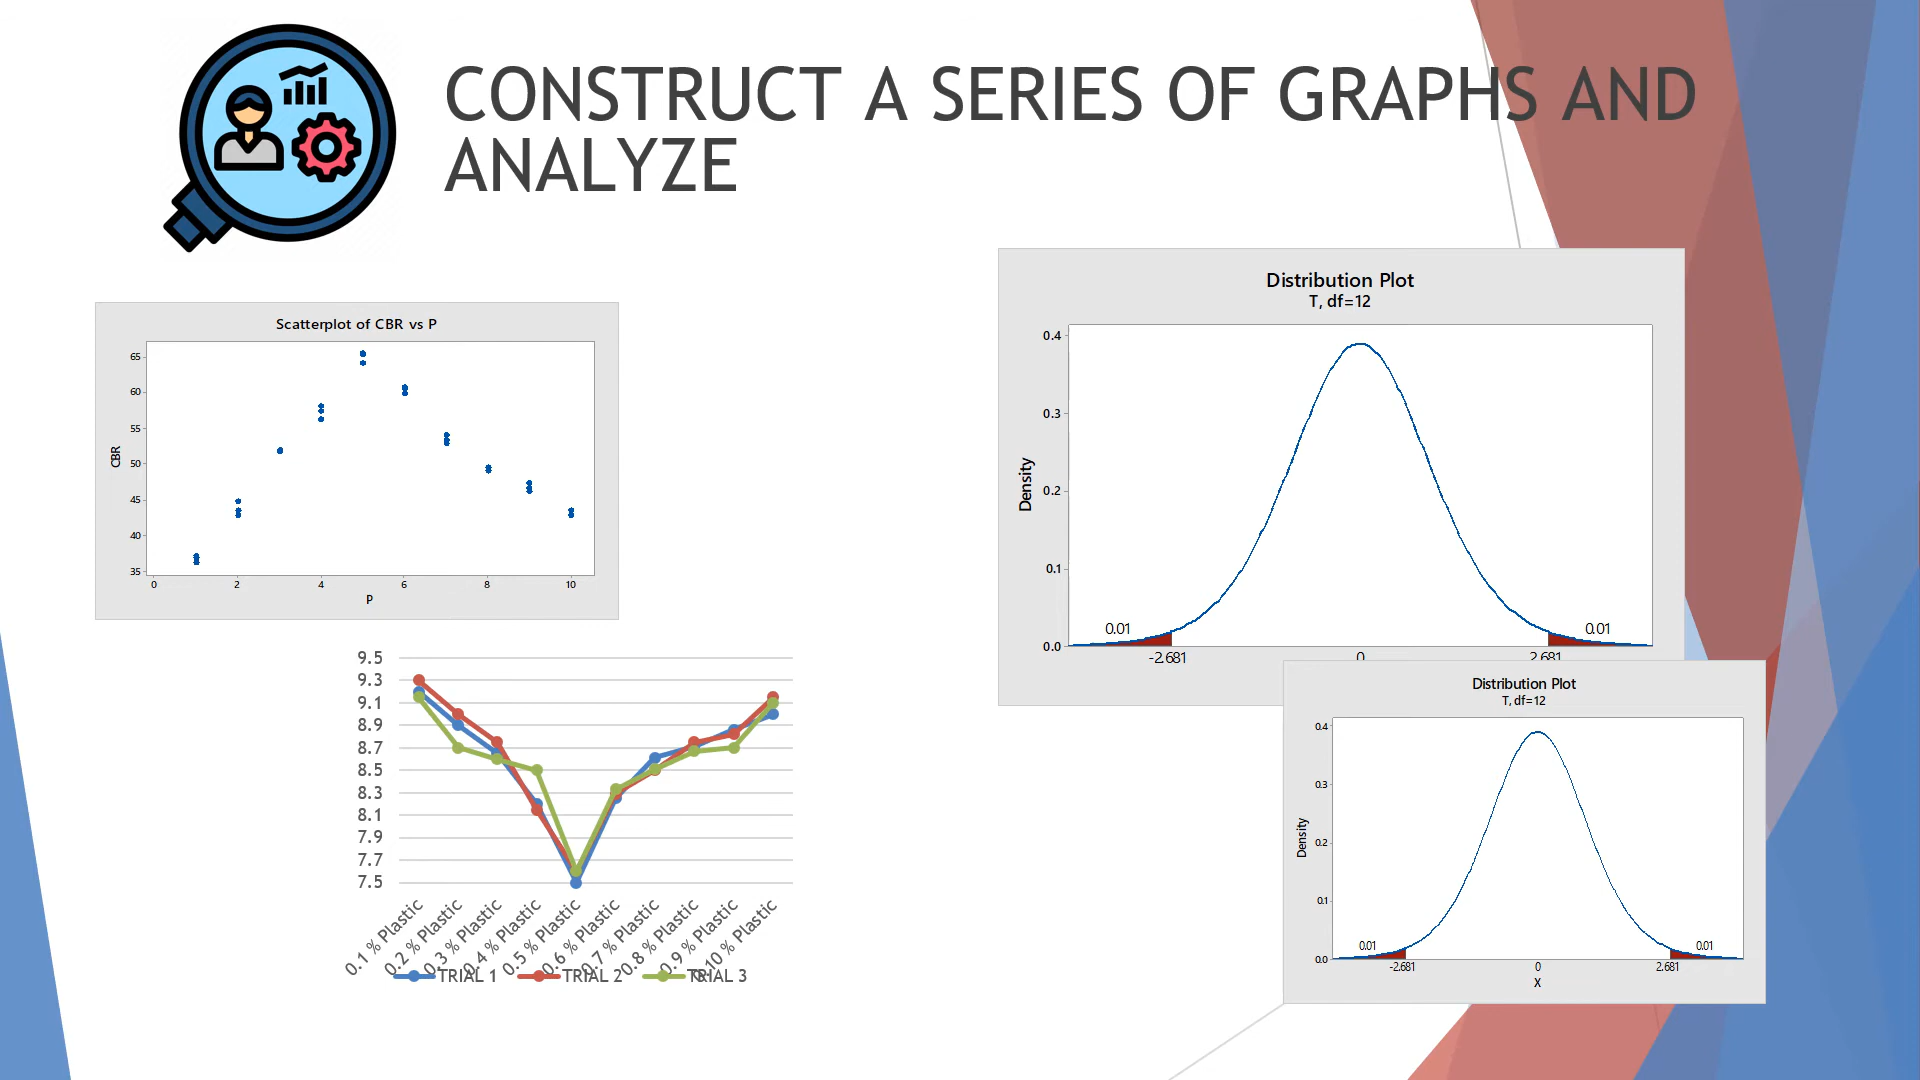 CONSTRUCT A SERIES OF GRAPHS AND
ANALYZE
Scatterplot of CBR vs P
65
60
55
50
45
40
35
CBR
0 2 4 6 8 10
P
Distribution Plot
T, df=12
0.4
0.3
0.2
0.1
0.0
Density
0.01 0.01
-2.681 0 2.681
9.5
9.3
9.1
8.9
8.7
8.5
8.3
8.1
7.9
7.7
7.5
0.1 % Plastic
0.2 % Plastic
0.3 % Plastic
0.4 % Plastic
0.5 % Plastic
0.6 % Plastic
0.7 % Plastic
0.8 % Plastic
0.9 % Plastic
10 % Plastic
TRIAL 1 TRIAL 2 TRIAL 3
Distribution Plot
T, df=12
0.4
0.3
0.2
0.1
0.0
Density
0.01 0.01
-2.681 0 2.681
X